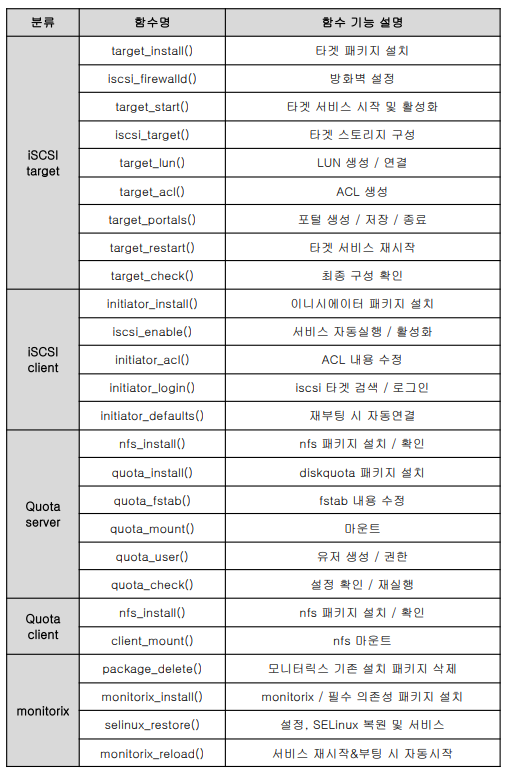 분류 함수명 함수 기능 설명
iSCSI target
target_install() 타겟 패키지 설치
iscsi_firewalld() 방화벽 설정
target_start() 타겟 서비스 시작 및 활성화
iscsi_target() 타겟 스토리지 구성
target_lun() LUN 생성 / 연결
target_acl() ACL 생성
target_portals() 포털 생성 / 저장 / 종료
target_restart() 타겟 서비스 재시작
target_check() 최종 구성 확인
iSCSI client
initiator_install() 이니시에이터 패키지 설치
iscsi_enable() 서비스 자동실행 / 활성화
initiator_acl() ACL 내용 수정
initiator_login() iscsi 타겟 검색 / 로그인
initiator_defaults() 재부팅 시 자동연결
Quota server
nfs_install() nfs 패키지 설치 / 확인
quota_install() diskquota 패키지 설치
quota_fstab() fstab 내용 수정
quota_mount() 마운트
quota_user() 유저 생성 / 권한
quota_check() 설정 확인 / 재실행
Quota client
nfs_install() nfs 패키지 설치 / 확인
client_mount() nfs 마운트
monitorix
package_delete() 모니터릭스 기존 설치 패키지 삭제
monitorix_install() monitorix / 필수 의존성 패키지 설치
selinux_restore() 설정, SELinux 복원 및 서비스
monitorix_reload() 서비스 재시작&부팅 시 자동시작